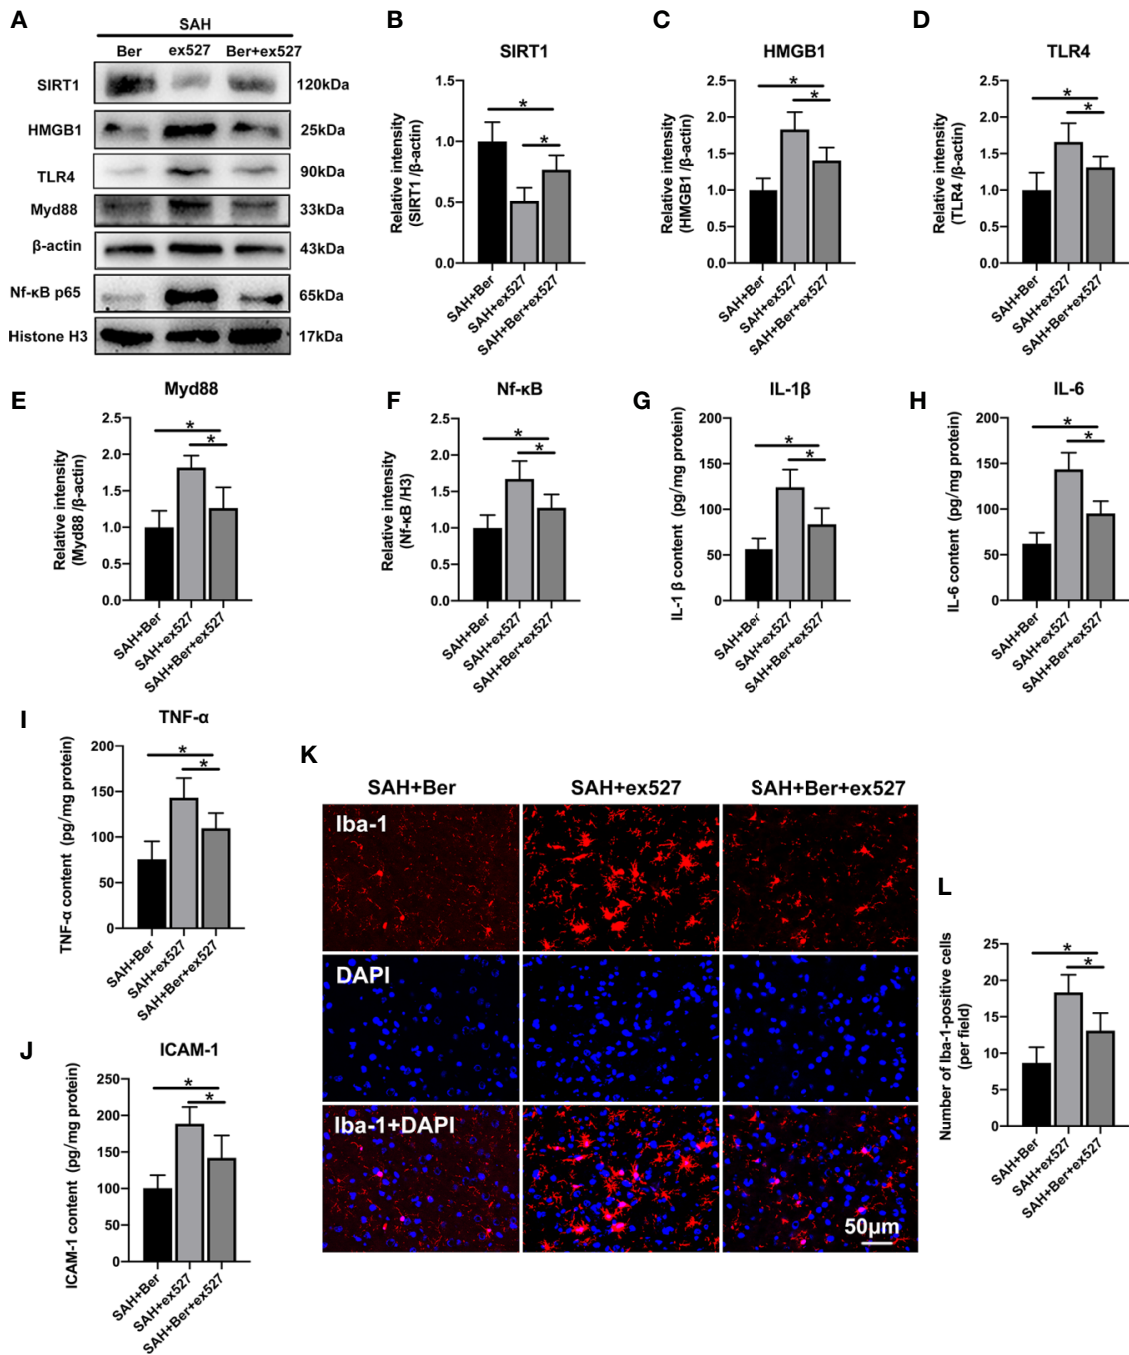 A
SAH
Ber ex527 Ber+ex527
SIRT1 120kDa
HMGB1 25kDa
TLR4 90kDa
Myd88 33kDa
β-actin 43kDa
Nf-κB p65 65kDa
Histone H3 17kDa
B
SIRT1
Relative intensity
(SIRT1 /β-actin)
1.5
1.0
0.5
0.0
*
*
SAH+Ber
SAH+ex527
SAH+Ber+ex527
C
HMGB1
Relative intensity
(HMGB1 /β-actin)
2.5
2.0
1.5
1.0
0.5
0.0
*
*
SAH+Ber
SAH+ex527
SAH+Ber+ex527
D
TLR4
Relative intensity
(TLR4 /β-actin)
2.5
2.0
1.5
1.0
0.5
0.0
*
*
SAH+Ber
SAH+ex527
SAH+Ber+ex527
E
Myd88
Relative intensity
(Myd88 /β-actin)
2.5
2.0
1.5
1.0
0.5
0.0
*
*
SAH+Ber
SAH+ex527
SAH+Ber+ex527
F
Nf-κB
Relative intensity
(Nf-κB /H3)
2.5
2.0
1.5
1.0
0.5
0.0
*
*
SAH+Ber
SAH+ex527
SAH+Ber+ex527
G
IL-1β
IL-1 β content (pg/mg protein)
200
150
100
50
0
*
*
SAH+Ber
SAH+ex527
SAH+Ber+ex527
H
IL-6
IL-6 content (pg/mg protein)
200
150
100
50
0
*
*
SAH+Ber
SAH+ex527
SAH+Ber+ex527
I
TNF-α
TNF-α content (pg/mg protein)
200
150
100
50
0
*
*
SAH+Ber
SAH+ex527
SAH+Ber+ex527
J
ICAM-1
ICAM-1 content (pg/mg protein)
250
200
150
100
50
0
*
*
SAH+Ber
SAH+ex527
SAH+Ber+ex527
K
SAH+Ber SAH+ex527 SAH+Ber+ex527
Iba-1
DAPI
Iba-1+DAPI
50μm
L
Number of Iba-1-positive cells
(per field)
25
20
15
10
5
0
*
*
SAH+Ber
SAH+ex527
SAH+Ber+ex527